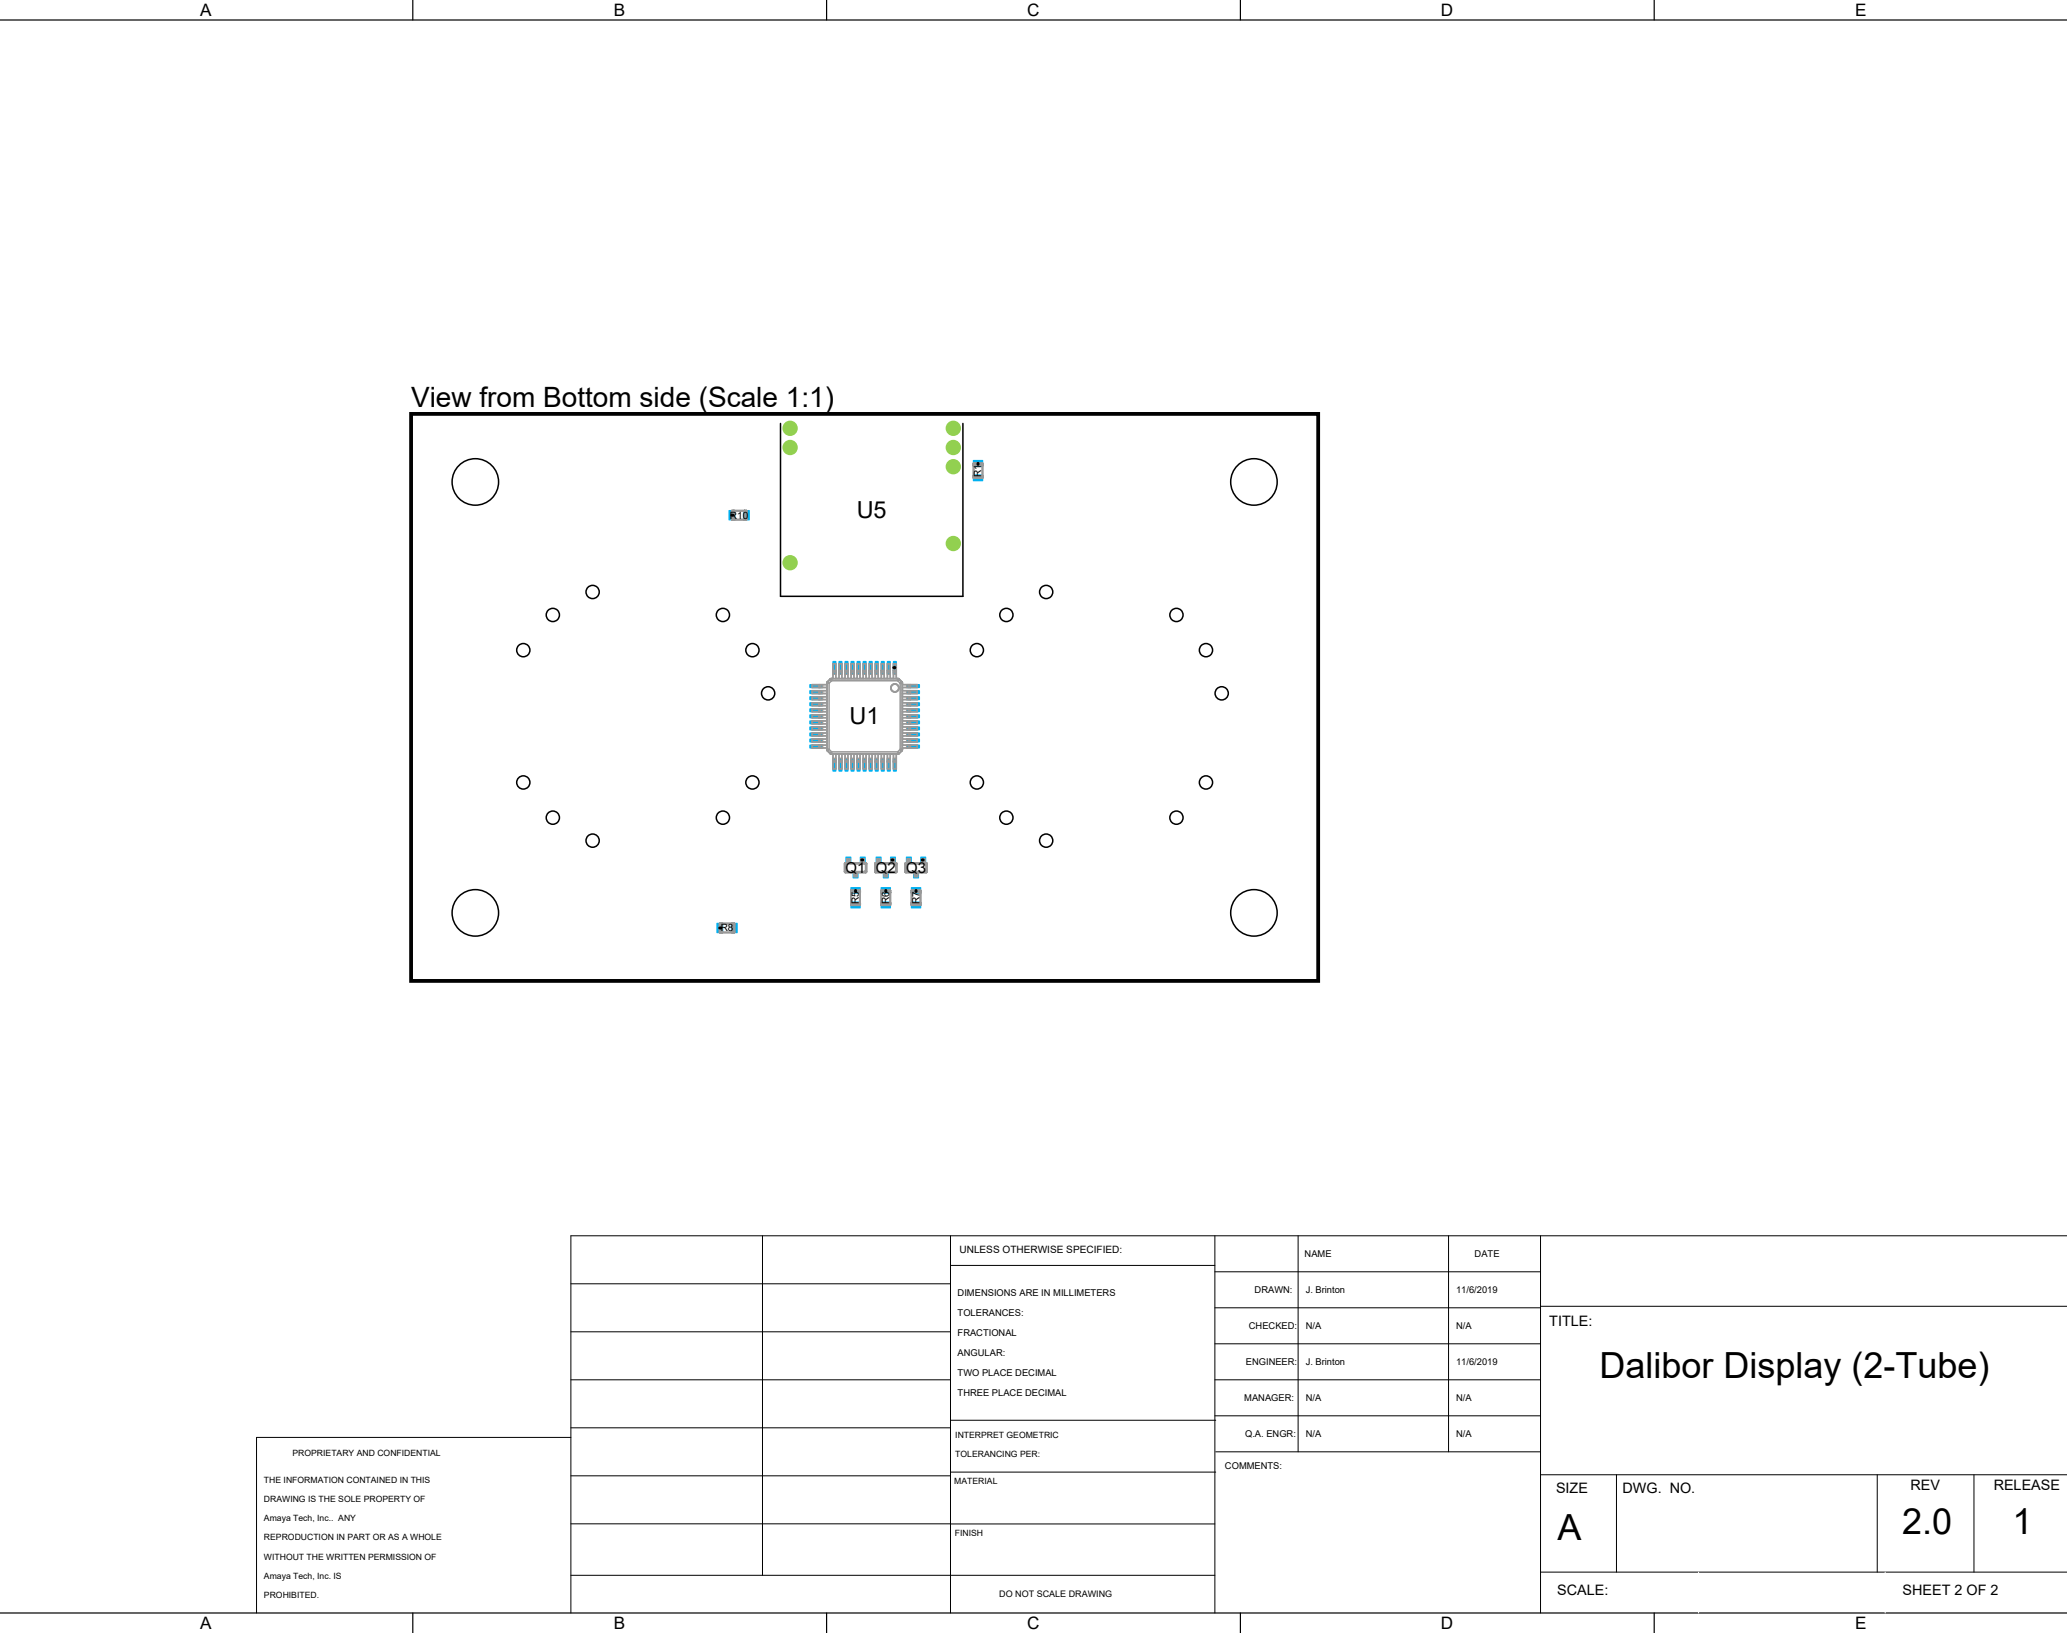 A B C D E
View from Bottom side (Scale 1:1)
U5
R1
R10
U1
Q1 Q2 Q3
R5 R6 R7
R8
UNLESS OTHERWISE SPECIFIED:
DIMENSIONS ARE IN MILLIMETERS
TOLERANCES:
FRACTIONAL
ANGULAR:
TWO PLACE DECIMAL
THREE PLACE DECIMAL
INTERPRET GEOMETRIC
TOLERANCING PER:
MATERIAL
FINISH
DO NOT SCALE DRAWING
NAME DATE
DRAWN: J. Brinton 11/6/2019
CHECKED: N/A N/A
ENGINEER: J. Brinton 11/6/2019
MANAGER: N/A N/A
Q.A. ENGR: N/A N/A
COMMENTS:
TITLE:
Dalibor Display (2-Tube)
SIZE DWG. NO. REV RELEASE
A 2.0 1
SCALE: SHEET 2 OF 2
PROPRIETARY AND CONFIDENTIAL
THE INFORMATION CONTAINED IN THIS
DRAWING IS THE SOLE PROPERTY OF
Amaya Tech, Inc.. ANY
REPRODUCTION IN PART OR AS A WHOLE
WITHOUT THE WRITTEN PERMISSION OF
Amaya Tech, Inc. IS
PROHIBITED.
A B C D E